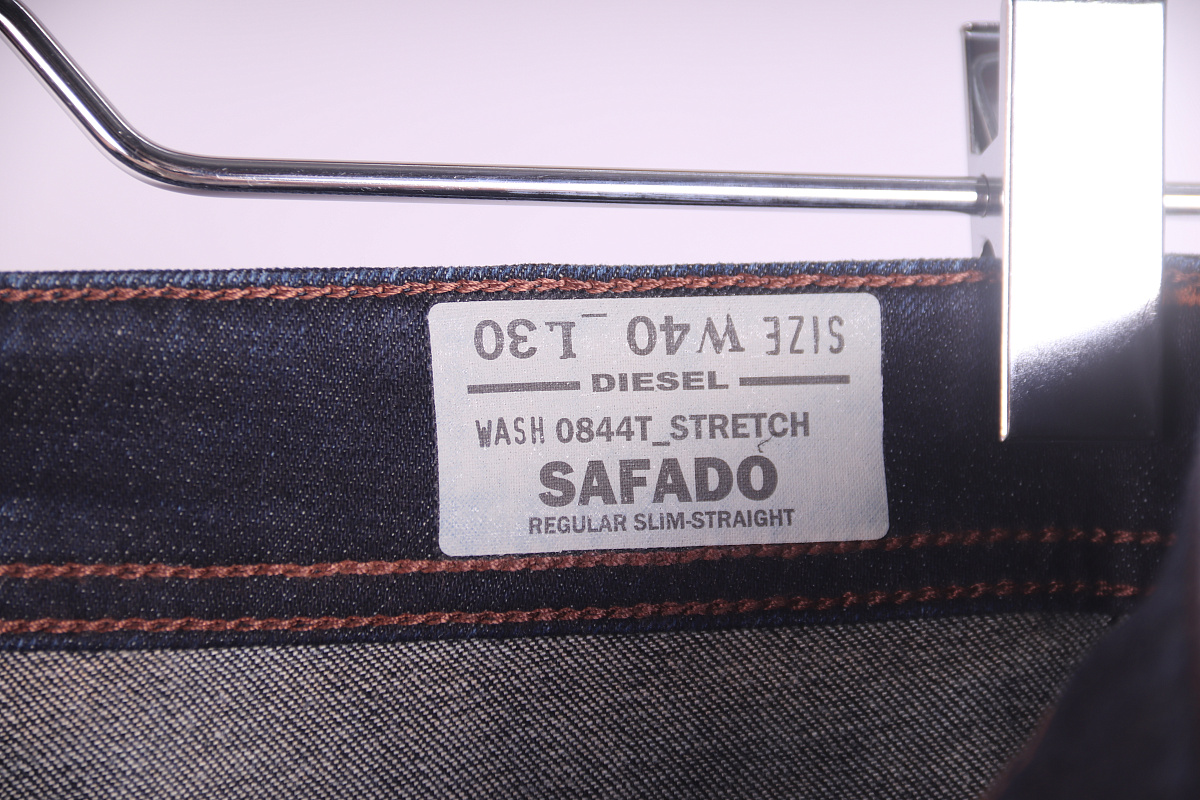 SIZE W40_L30
DIESEL
WASH 0844T_STRETCH
SAFADO
REGULAR SLIM-STRAIGHT